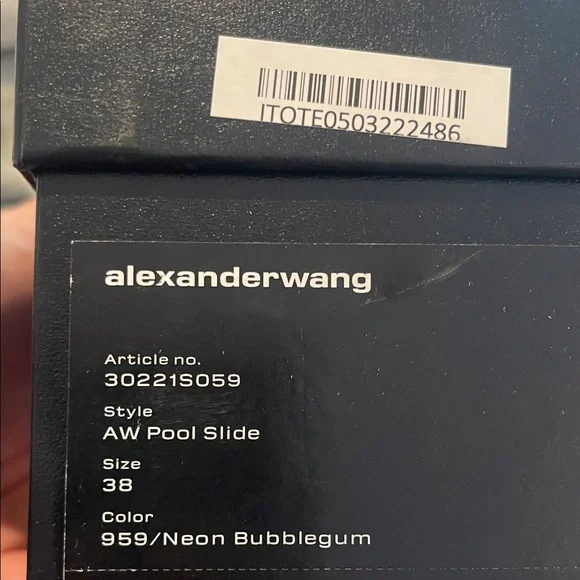 ITOTE0503222486
alexanderwang
Article no.
30221S059
Style
AW Pool Slide
Size
38
Color
959/Neon Bubblegum